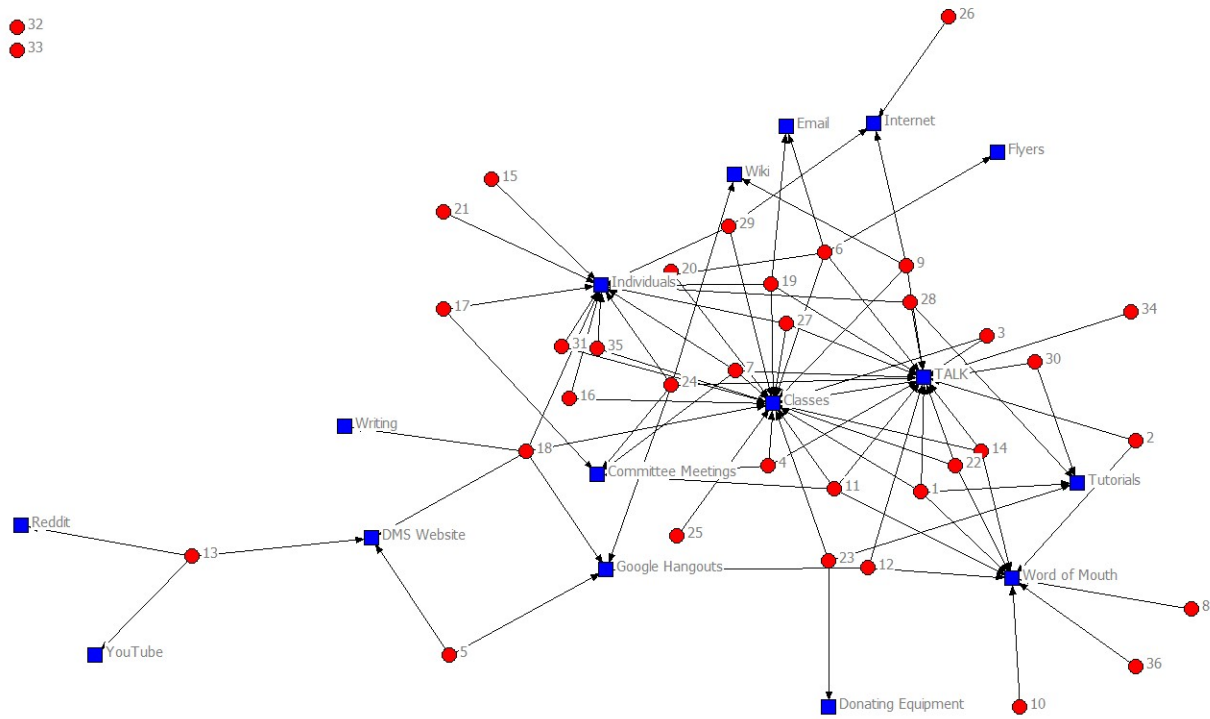 26
32
33
Internet
Email
Flyers
Wiki
15
21
29
6
9
20
Individuals
19
28
17
34
27
3
31
35
30
7
TALK
24
16
Classes
Writing
2
18
14
4
22
Committee Meetings
Tutorials
11
1
Reddit
DMS Website
25
13
23
Google Hangouts
12
Word of Mouth
8
YouTube
5
36
Donating Equipment
10